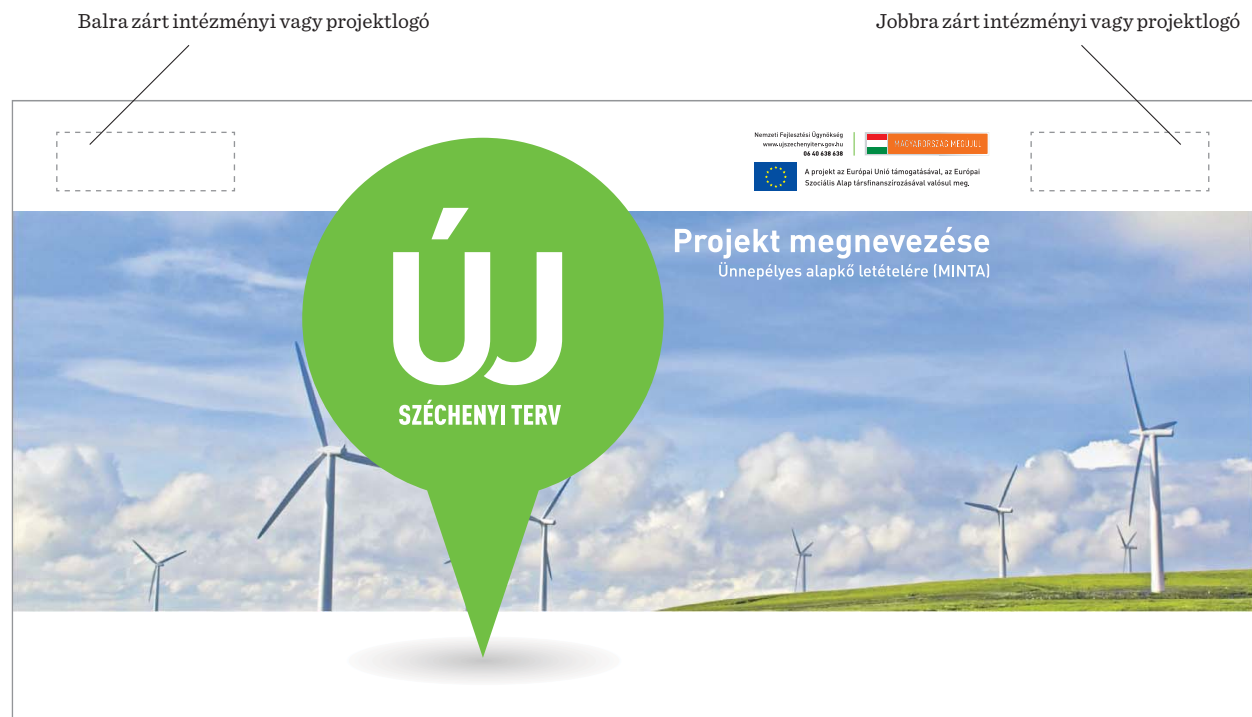 Balra zárt intézményi vagy projektlogó
Jobbra zárt intézményi vagy projektlogó
Nemzeti Fejlesztési Ügynökség
www.ujszechenyiterv.gov.hu
06 40 638 638
MAGYARORSZÁG MEGÚJUL
A projekt az Európai Unió támogatásával, az Európai
Szociális Alap társfinanszírozásával valósul meg.
Projekt megnevezése
Ünnepélyes alapkő letételére (MINTA)
ÚJ
SZÉCHENYI TERV